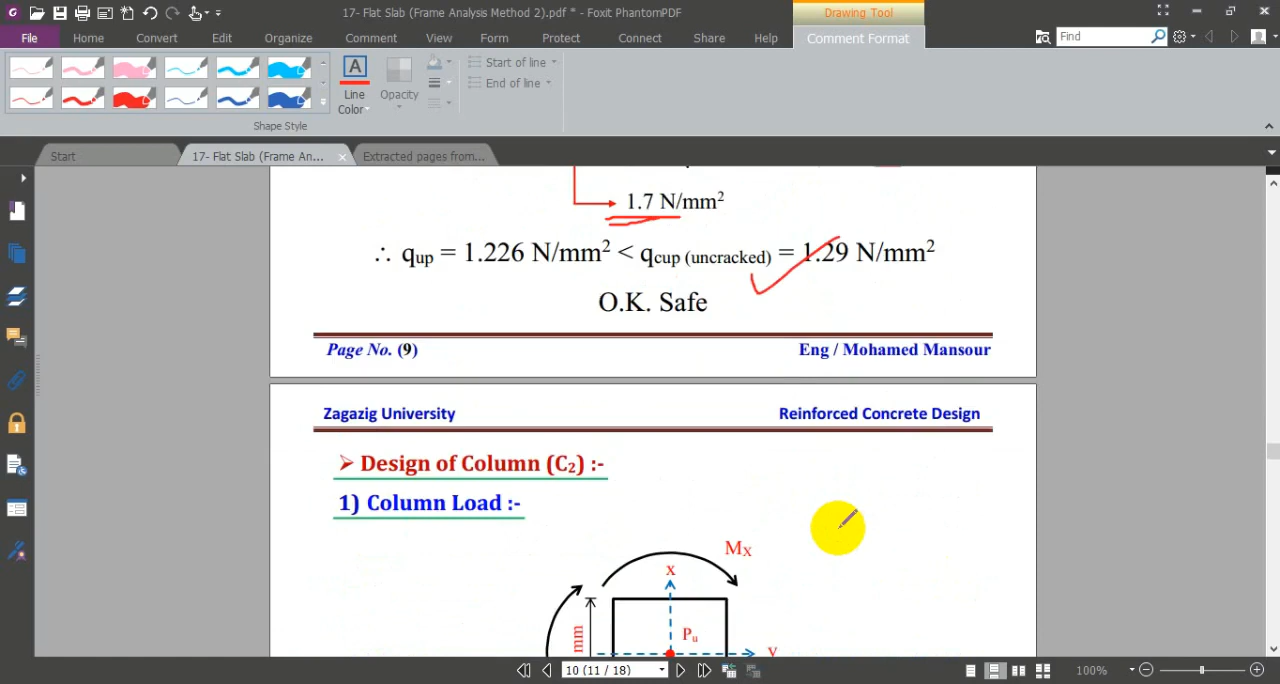 17- Flat Slab (Frame Analysis Method 2).pdf * - Foxit PhantomPDF
Drawing Tool
File Home Convert Edit Organize Comment View Form Protect Connect Share Help Comment Format
Find
Line Color
Opacity
Start of line
End of line
Shape Style
Start
17- Flat Slab (Frame An...
Extracted pages from...
1.7 N/mm²
∴ qup = 1.226 N/mm² < qcup (uncracked) = 1.29 N/mm²
O.K. Safe
Page No. (9)
Eng / Mohamed Mansour
Zagazig University
Reinforced Concrete Design
➤ Design of Column (C₂) :-
1) Column Load :-
MX
x
Pu
mm
y
10 (11 / 18)
100%